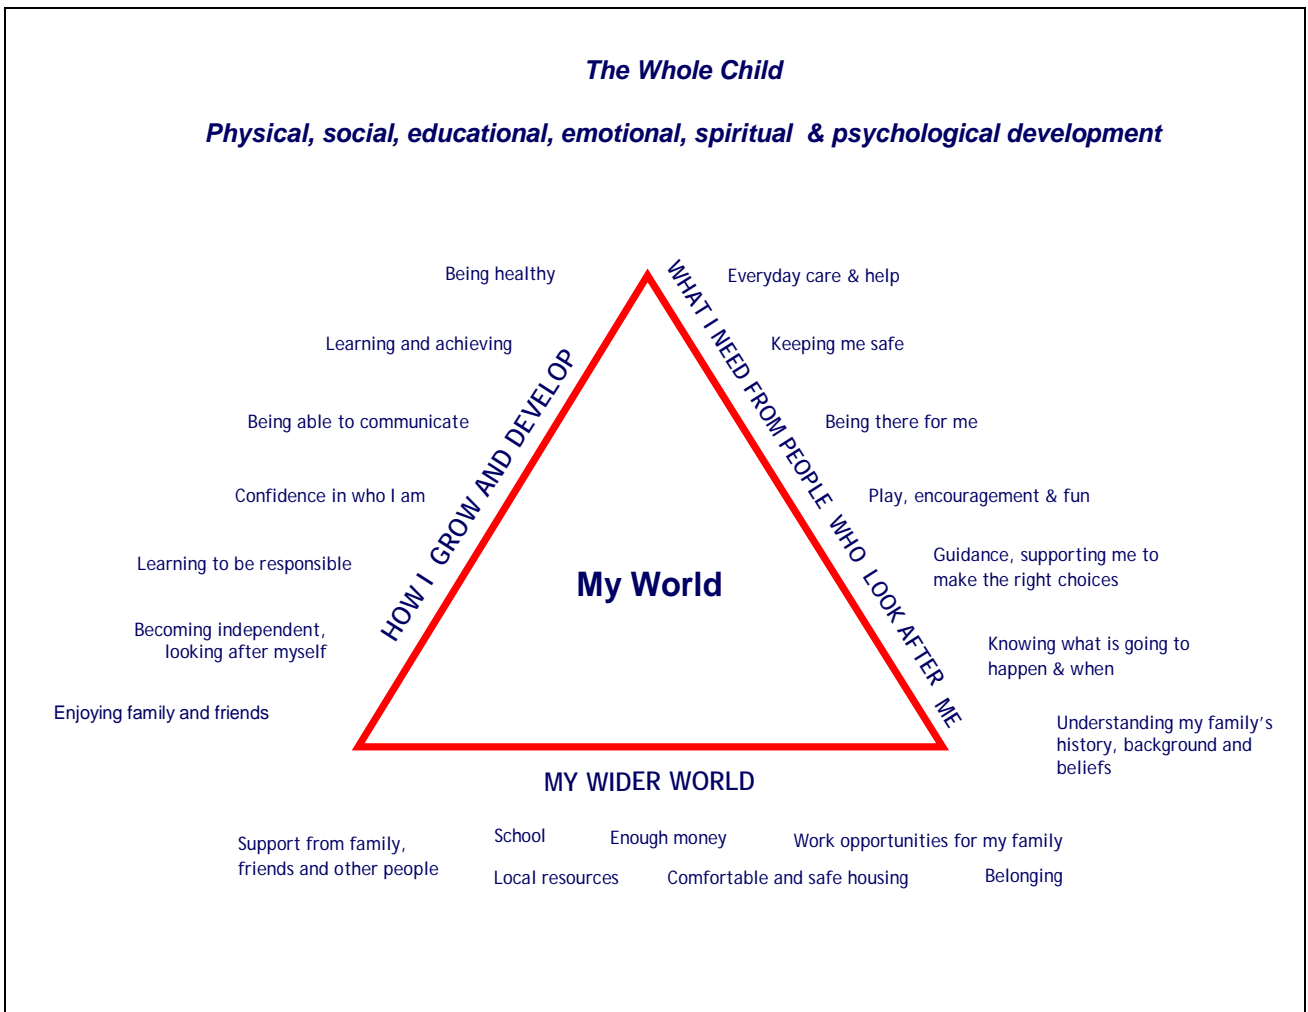 The Whole Child
Physical, social, educational, emotional, spiritual & psychological development
Being healthy
Learning and achieving
Being able to communicate
Confidence in who I am
Learning to be responsible
Becoming independent,
looking after myself
Enjoying family and friends
HOW I GROW AND DEVELOP
My World
WHAT I NEED FROM PEOPLE WHO LOOK AFTER ME
Everyday care & help
Keeping me safe
Being there for me
Play, encouragement & fun
Guidance, supporting me to
make the right choices
Knowing what is going to
happen & when
Understanding my family's
history, background and
beliefs
MY WIDER WORLD
Support from family,
friends and other people
School
Enough money
Work opportunities for my family
Local resources
Comfortable and safe housing
Belonging